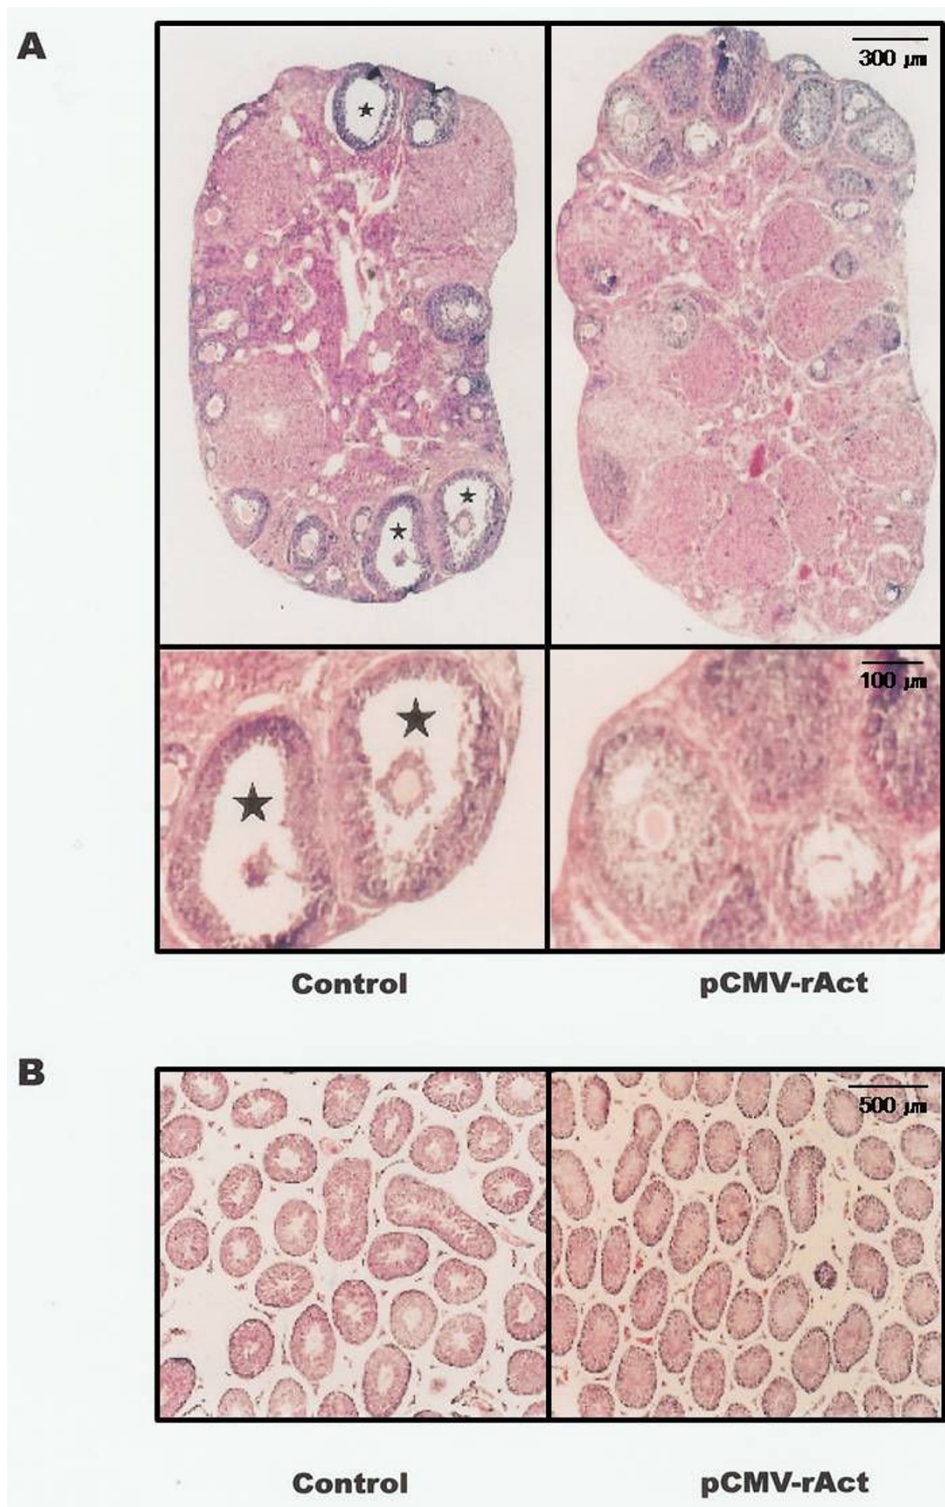 A
300 ㎛
100 ㎛
Control pCMV-rAct
B
500 ㎛
Control pCMV-rAct